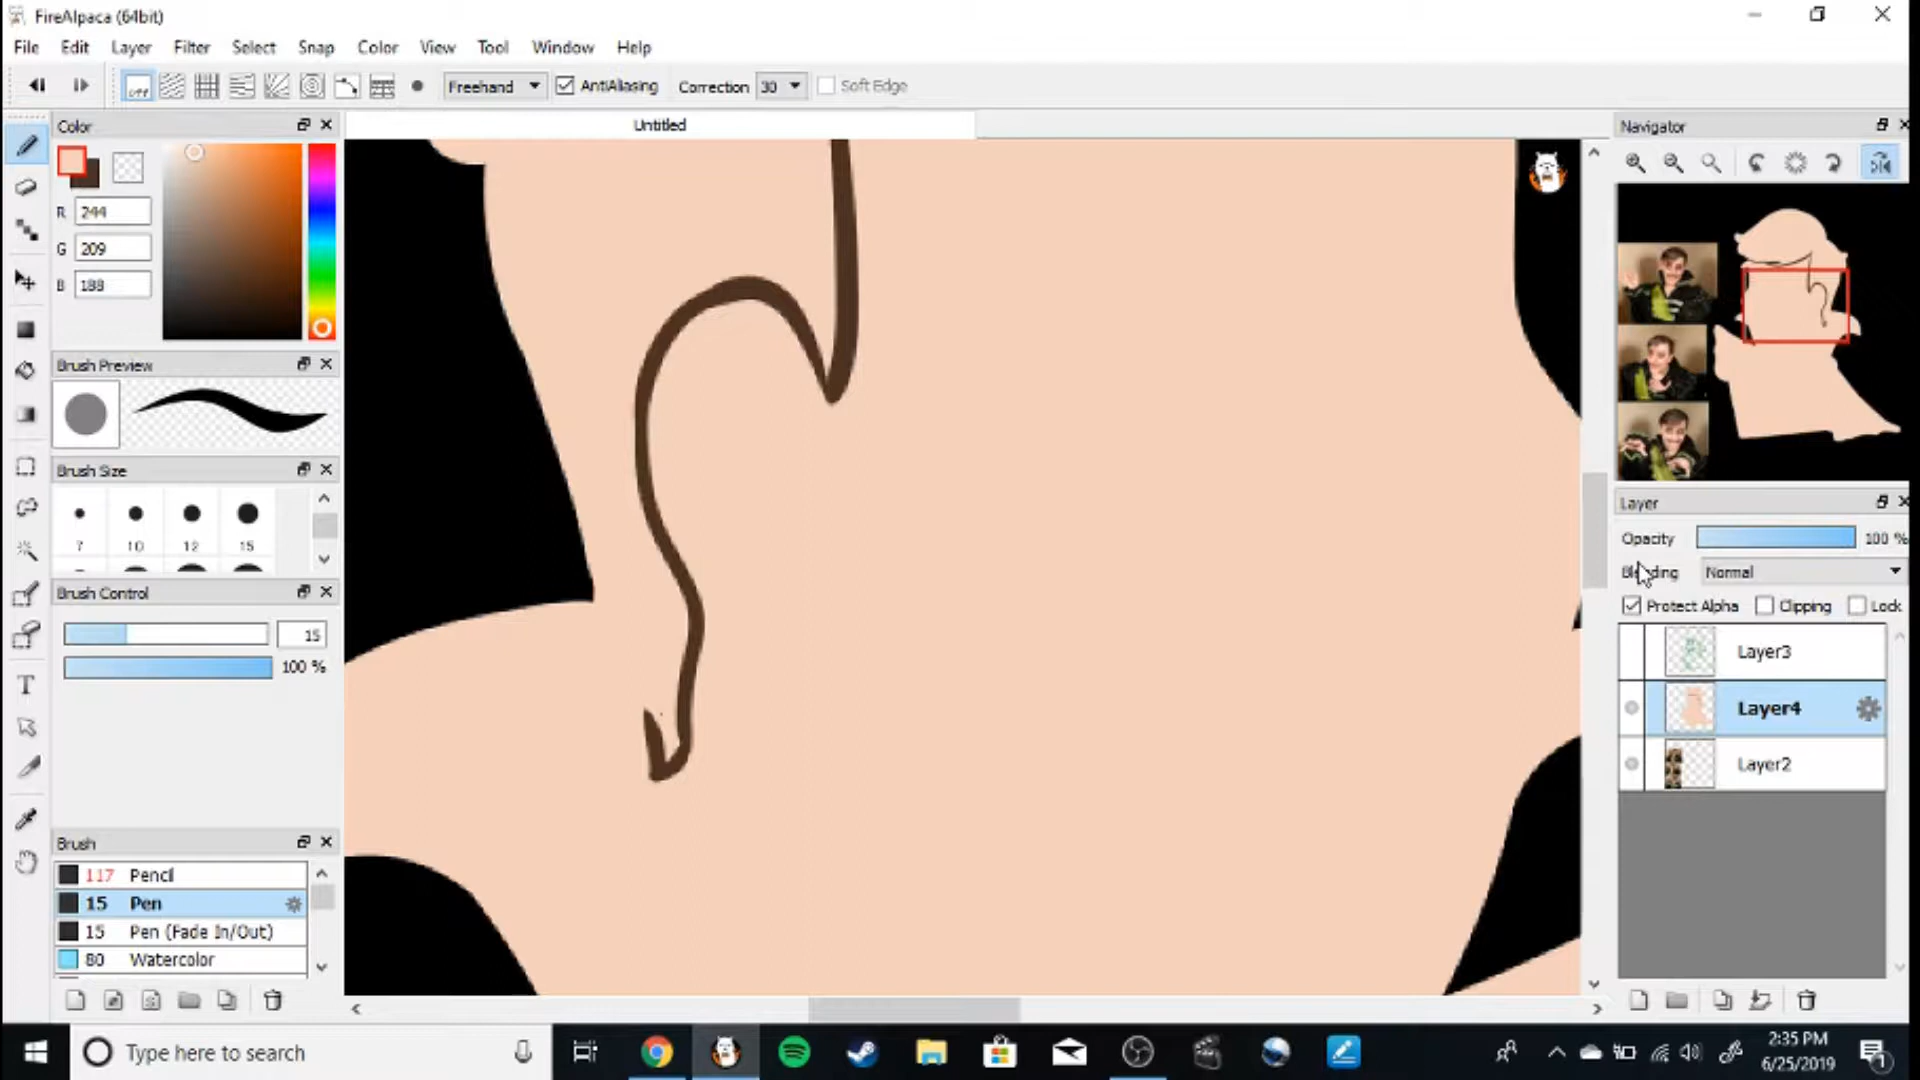 FireAlpaca (64bit)
File Edit Layer Filter Select Snap Color View Tool Window Help
OFF Freehand AntiAliasing Correction 30 Soft Edge
Color
Untitled
Navigator
R 244
G 209
B 188
Brush Preview
Brush Size
7 10 12 15
Brush Control
15
100 %
Brush
117 Pencil
15 Pen
15 Pen (Fade In/Out)
80 Watercolor
Layer
Opacity 100 %
Blending Normal
Protect Alpha Clipping Lock
Layer3
Layer4
Layer2
Type here to search
2:35 PM
6/25/2019
1